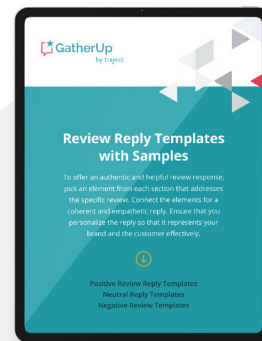 GatherUp
by traject
Review Reply Templates
with Samples
To offer an authentic and helpful review response,
pick an element from each section that addresses
the specific review. Connect the elements for a
coherent and empathetic reply. Ensure that you
personalize the reply so that it represents your
brand and the customer effectively.
Positive Review Reply Templates
Neutral Reply Templates
Negative Review Templates